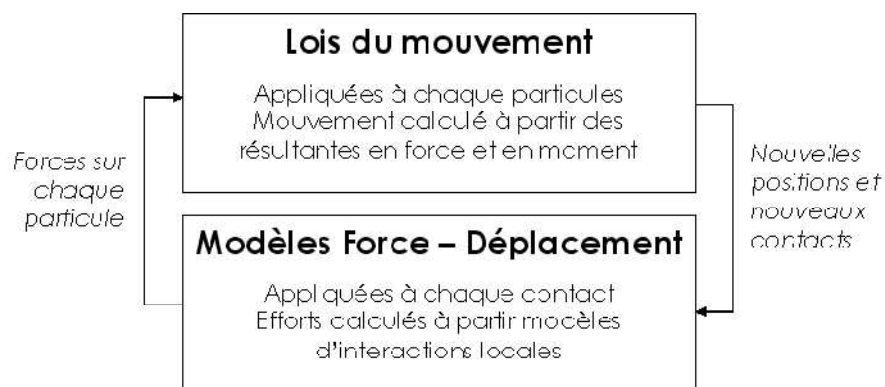 Lois du mouvement
Appliquées à chaque particules
Mouvement calculé à partir des
résultantes en force et en moment
Forces sur
chaque
particule
Nouvelles
positions et
nouveaux
contacts
Modèles Force – Déplacement
Appliquées à chaque contact
Efforts calculés à partir mocèles
d'interactions locales